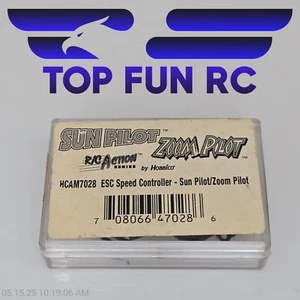 TOP FUN RC
SUN PILOT ZOOM PILOT
R/C ACTION SERIES by Hobbico
HCAM7028 ESC Speed Controller - Sun Pilot/Zoom Pilot
7 08066 47028 6
05.15.25 10:19:06 AM